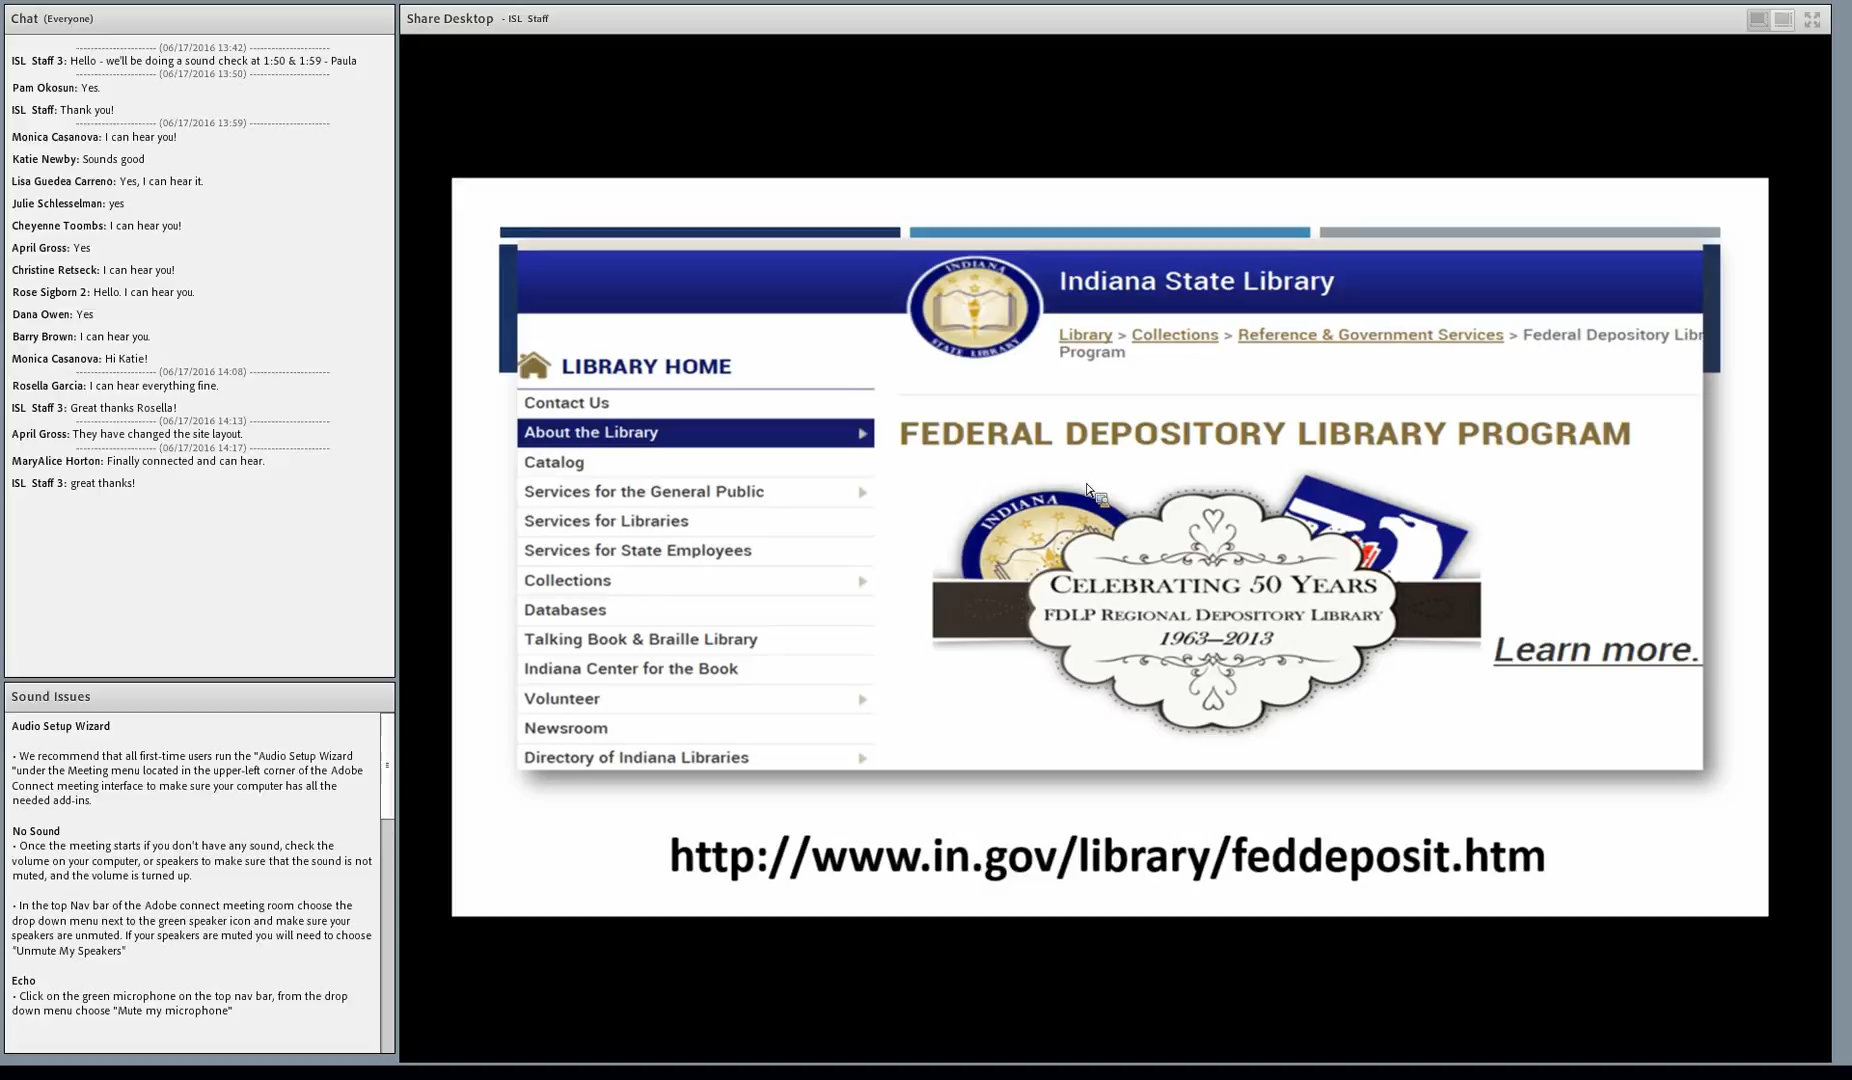 Chat (Everyone)
---------------------- (06/17/2016 13:42) ----------------------
ISL Staff 3: Hello - we'll be doing a sound check at 1:50 & 1:59 - Paula
---------------------- (06/17/2016 13:50) ----------------------
Pam Okosun: Yes.
ISL Staff: Thank you!
---------------------- (06/17/2016 13:59) ----------------------
Monica Casanova: I can hear you!
Katie Newby: Sounds good
Lisa Guedea Carreno: Yes, I can hear it.
Julie Schlesselman: yes
Cheyenne Toombs: I can hear you!
April Gross: Yes
Christine Retseck: I can hear you!
Rose Sigborn 2: Hello. I can hear you.
Dana Owen: Yes
Barry Brown: I can hear you.
Monica Casanova: Hi Katie!
---------------------- (06/17/2016 14:08) ----------------------
Rosella Garcia: I can hear everything fine.
ISL Staff 3: Great thanks Rosella!
---------------------- (06/17/2016 14:13) ----------------------
April Gross: They have changed the site layout.
---------------------- (06/17/2016 14:17) ----------------------
MaryAlice Horton: Finally connected and can hear.
ISL Staff 3: great thanks!
Sound Issues
Audio Setup Wizard
• We recommend that all first-time users run the "Audio Setup Wizard
"under the Meeting menu located in the upper-left corner of the Adobe
Connect meeting interface to make sure your computer has all the
needed add-ins.
No Sound
• Once the meeting starts if you don't have any sound, check the
volume on your computer, or speakers to make sure that the sound is not
muted, and the volume is turned up.
• In the top Nav bar of the Adobe connect meeting room choose the
drop down menu next to the green speaker icon and make sure your
speakers are unmuted. If your speakers are muted you will need to choose
"Unmute My Speakers"
Echo
• Click on the green microphone on the top nav bar, from the drop
down menu choose "Mute my microphone"
Share Desktop - ISL Staff
INDIANA
STATE LIBRARY
Indiana State Library
Library > Collections > Reference & Government Services > Federal Depository Libr
Program
LIBRARY HOME
Contact Us
About the Library
Catalog
Services for the General Public
Services for Libraries
Services for State Employees
Collections
Databases
Talking Book & Braille Library
Indiana Center for the Book
Volunteer
Newsroom
Directory of Indiana Libraries
FEDERAL DEPOSITORY LIBRARY PROGRAM
INDIANA
CELEBRATING 50 YEARS
FDLP REGIONAL DEPOSITORY LIBRARY
1963—2013
Learn more.
http://www.in.gov/library/feddeposit.htm